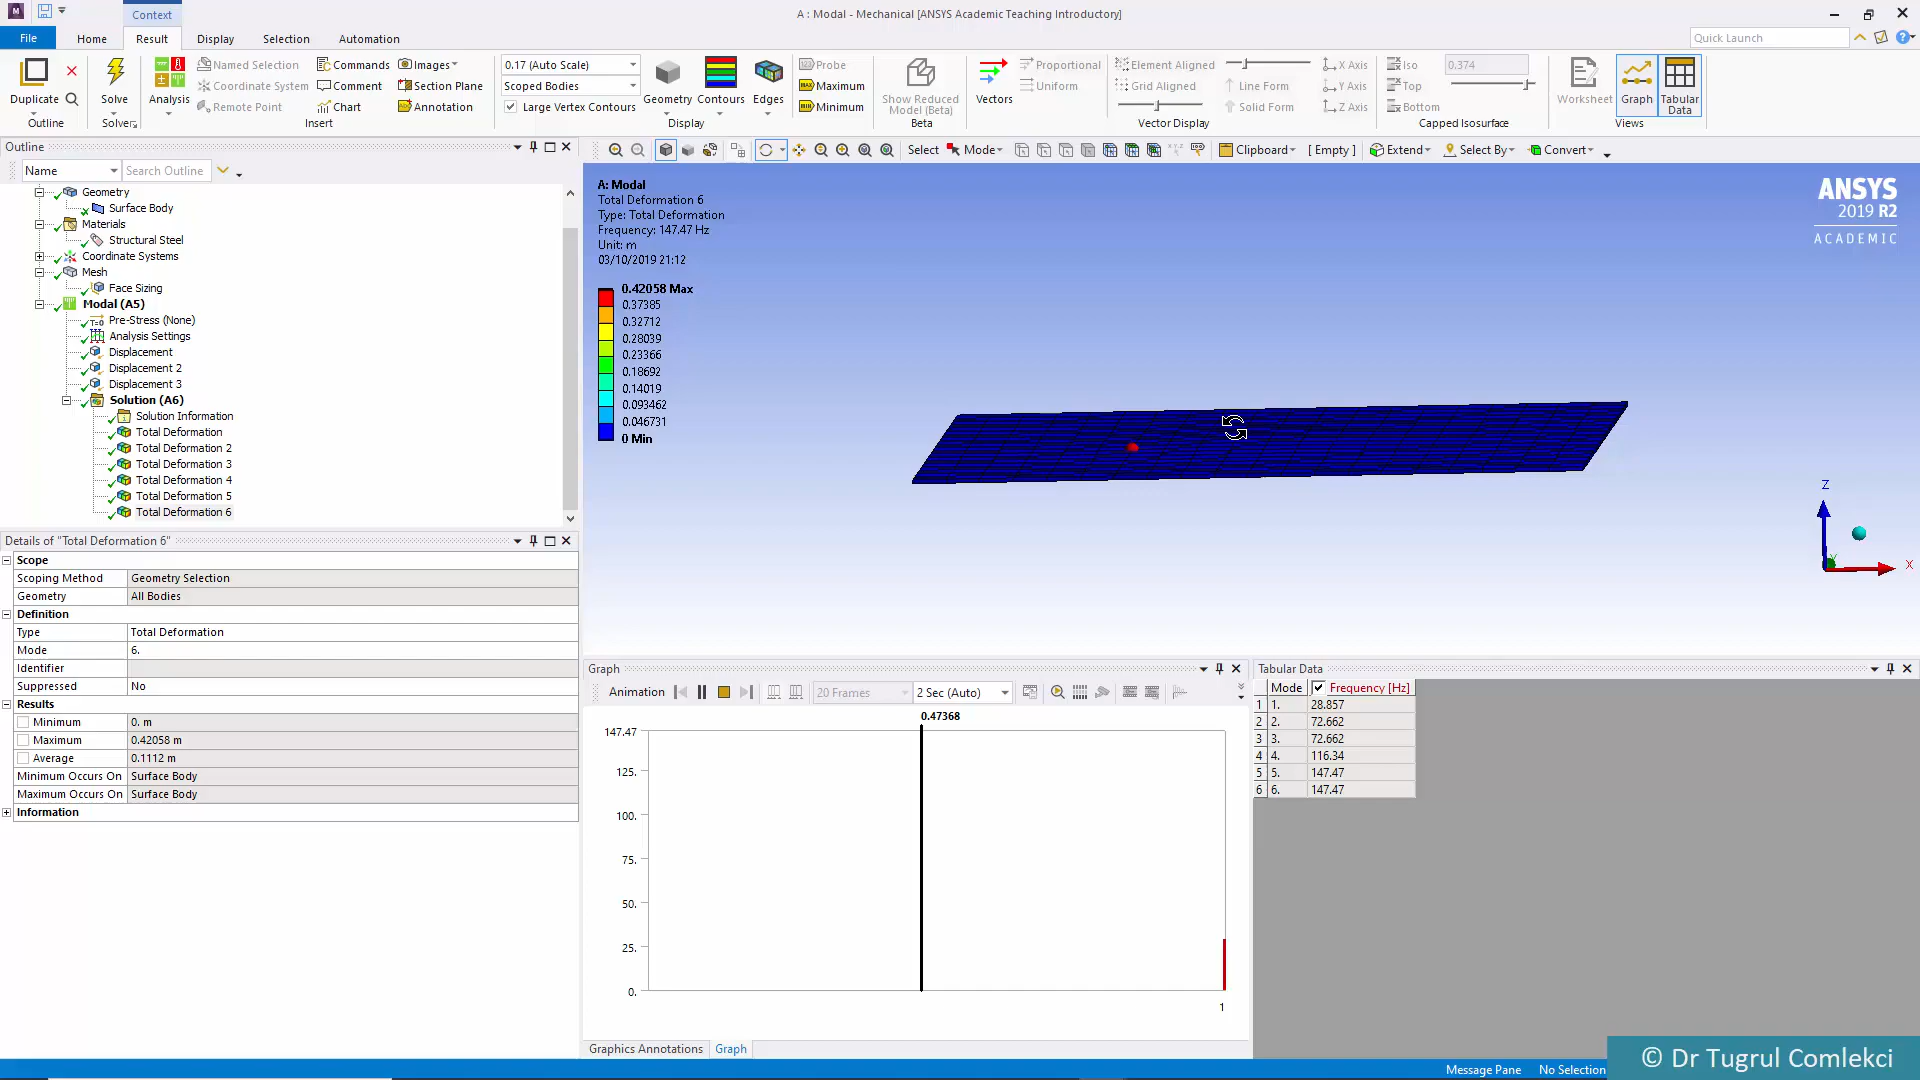 Context
A : Modal - Mechanical [ANSYS Academic Teaching Introductory]
File
Home
Result
Display
Selection
Automation
Quick Launch
Duplicate
Outline
Solve
Solver
Analysis
Named Selection
Coordinate System
Remote Point
Commands
Comment
Chart
Images
Section Plane
Annotation
Insert
0.17 (Auto Scale)
Scoped Bodies
Large Vertex Contours
Geometry
Contours
Edges
Display
Probe
Maximum
Minimum
Show Reduced
Model (Beta)
Beta
Vectors
Proportional
Uniform
Element Aligned
Grid Aligned
Line Form
Solid Form
X Axis
Y Axis
Z Axis
Vector Display
Iso
Top
Bottom
0.374
Capped Isosurface
Worksheet
Graph
Tabular
Data
Views
Outline
Name
Search Outline
Geometry
Surface Body
Materials
Structural Steel
Coordinate Systems
Mesh
Face Sizing
Modal (A5)
Pre-Stress (None)
Analysis Settings
Displacement
Displacement 2
Displacement 3
Solution (A6)
Solution Information
Total Deformation
Total Deformation 2
Total Deformation 3
Total Deformation 4
Total Deformation 5
Total Deformation 6
Select
Mode
Clipboard
[ Empty ]
Extend
Select By
Convert
A: Modal
Total Deformation 6
Type: Total Deformation
Frequency: 147.47 Hz
Unit: m
03/10/2019 21:12
0.42058 Max
0.37385
0.32712
0.28039
0.23366
0.18692
0.14019
0.093462
0.046731
0 Min
ANSYS
2019 R2
ACADEMIC
Z
Y
X
Details of "Total Deformation 6"
Scope
Scoping Method Geometry Selection
Geometry All Bodies
Definition
Type Total Deformation
Mode 6.
Identifier
Suppressed No
Results
Minimum 0. m
Maximum 0.42058 m
Average 0.1112 m
Minimum Occurs On Surface Body
Maximum Occurs On Surface Body
Information
Graph
Animation
20 Frames
2 Sec (Auto)
0.47368
147.47
125.
100.
75.
50.
25.
0.
1
Graphics Annotations
Graph
Tabular Data
Mode Frequency [Hz]
1 1. 28.857
2 2. 72.662
3 3. 72.662
4 4. 116.34
5 5. 147.47
6 6. 147.47
Message Pane
No Selection
© Dr Tugrul Comlekci